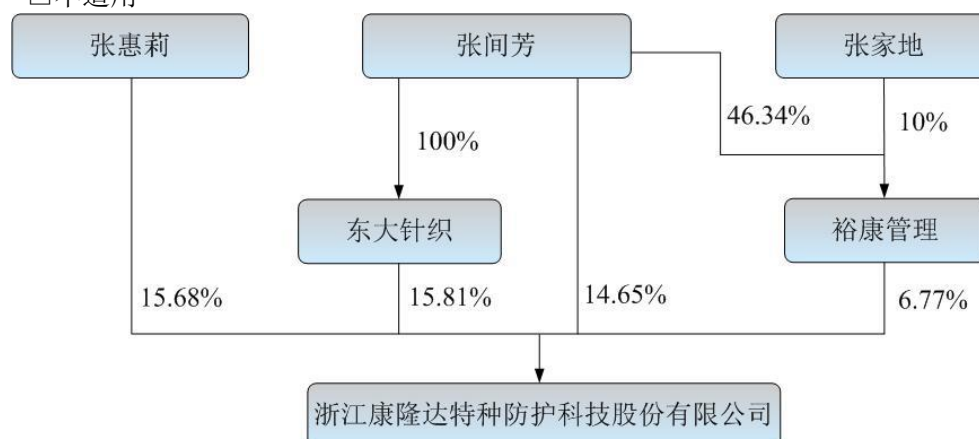 张惠莉
张间芳
张家地
46.34%
10%
100%
东大针织
裕康管理
15.68%
15.81%
14.65%
6.77%
浙江康隆达特种防护科技股份有限公司